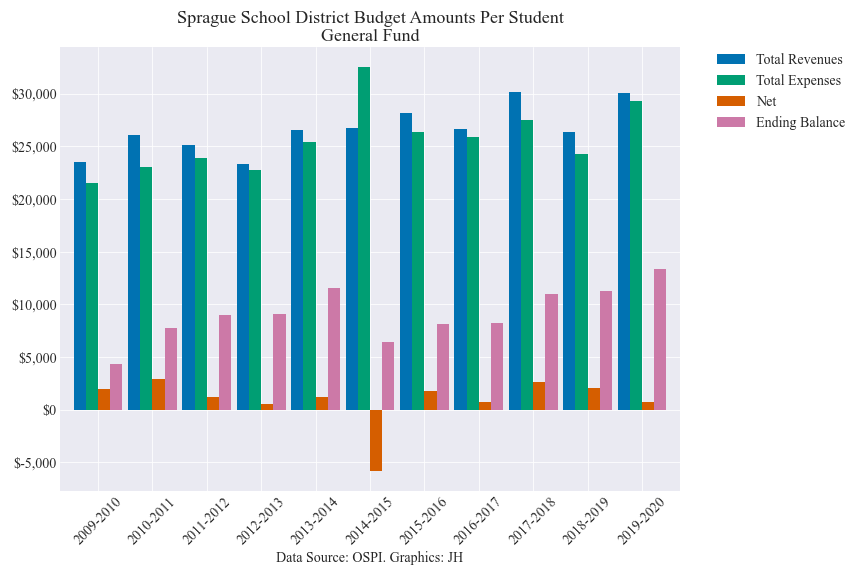 Sprague School District Budget Amounts Per Student
General Fund
Total Revenues
Total Expenses
Net
Ending Balance
$30,000
$25,000
$20,000
$15,000
$10,000
$5,000
$0
$-5,000
2009-2010
2010-2011
2011-2012
2012-2013
2013-2014
2014-2015
2015-2016
2016-2017
2017-2018
2018-2019
2019-2020
Data Source: OSPI. Graphics: JH